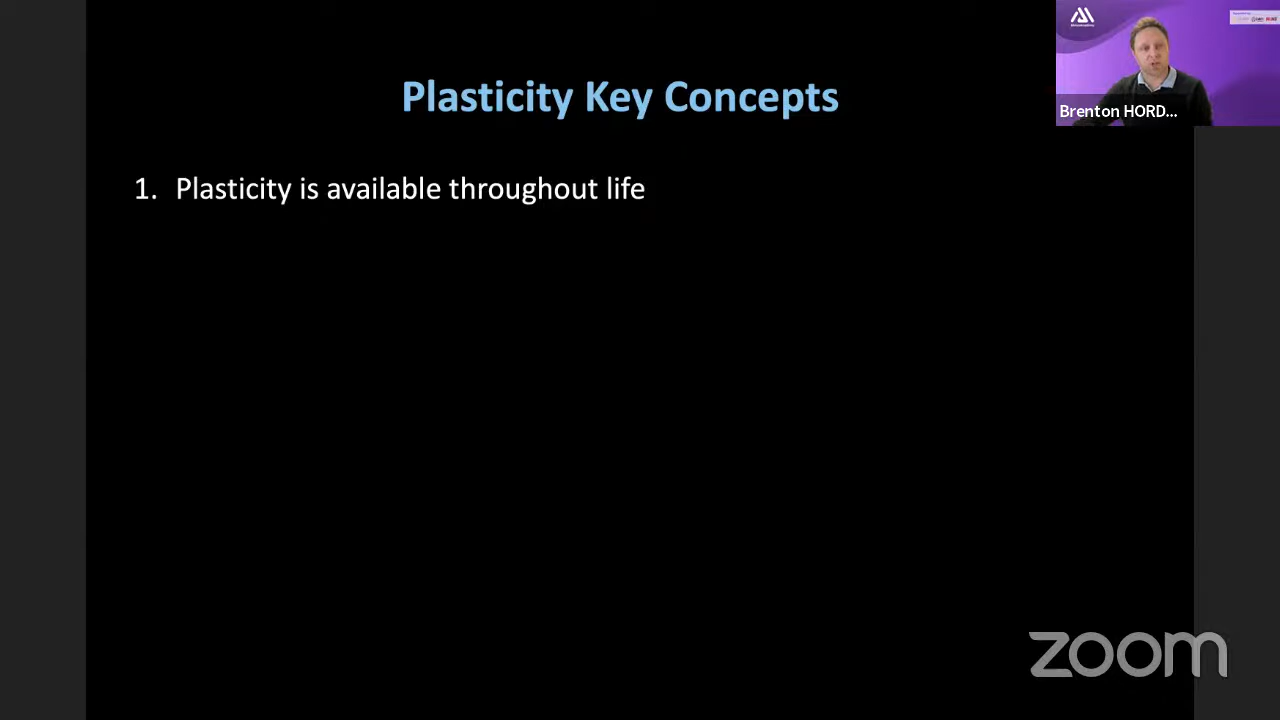 Plasticity Key Concepts
Brenton HORD...
1. Plasticity is available throughout life
zoom